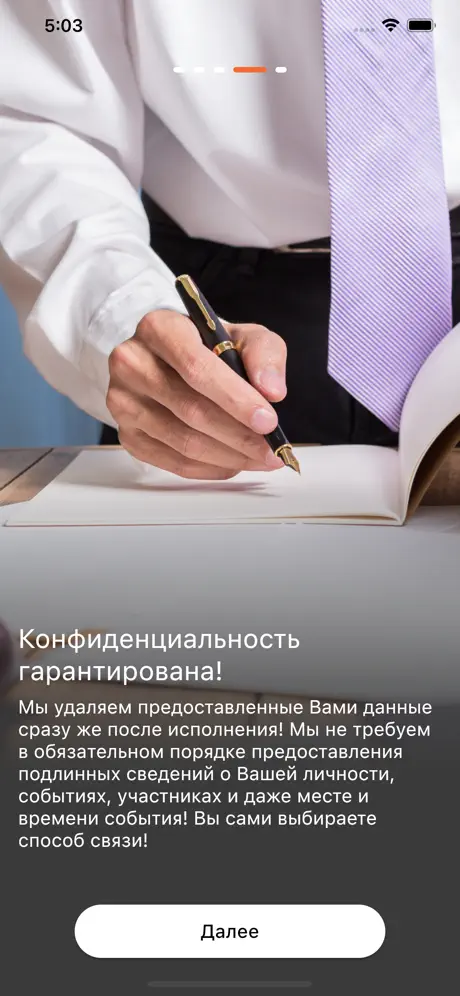 5:03
Конфиденциальность
гарантирована!
Мы удаляем предоставленные Вами данные
сразу же после исполнения! Мы не требуем
в обязательном порядке предоставления
подлинных сведений о Вашей личности,
событиях, участниках и даже месте и
времени события! Вы сами выбираете
способ связи!
Далее